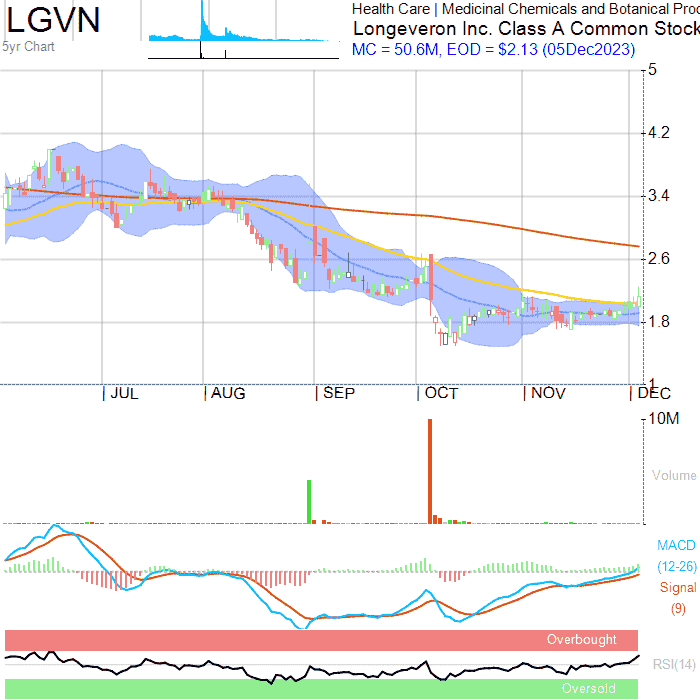 LGVN
5yr Chart
Health Care | Medicinal Chemicals and Botanical Proc
Longeveron Inc. Class A Common Stock
MC = 50.6M, EOD = $2.13 (05Dec2023)
5
4.2
3.4
2.6
1.8
1
JUL AUG SEP OCT NOV DEC
10M
Volume
MACD
(12-26)
Signal
(9)
Overbought
RSI(14)
Oversold